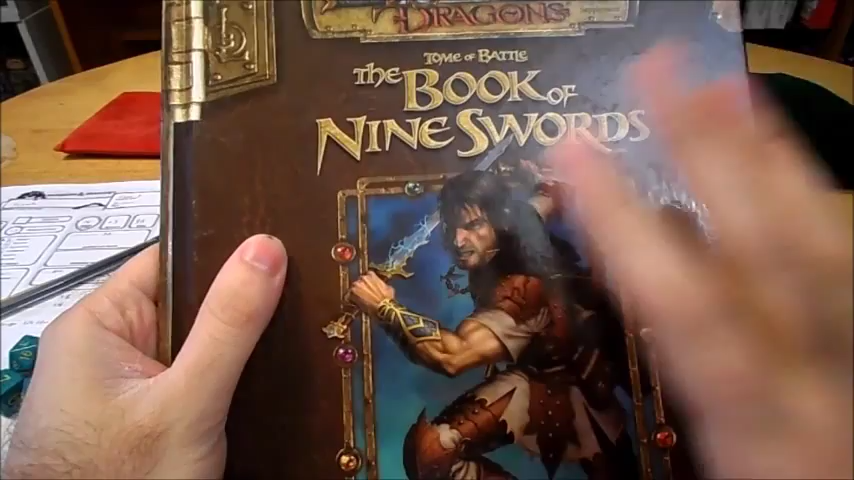 DRAGONS
TOME OF BATTLE
THE BOOK OF
NINE SWORDS